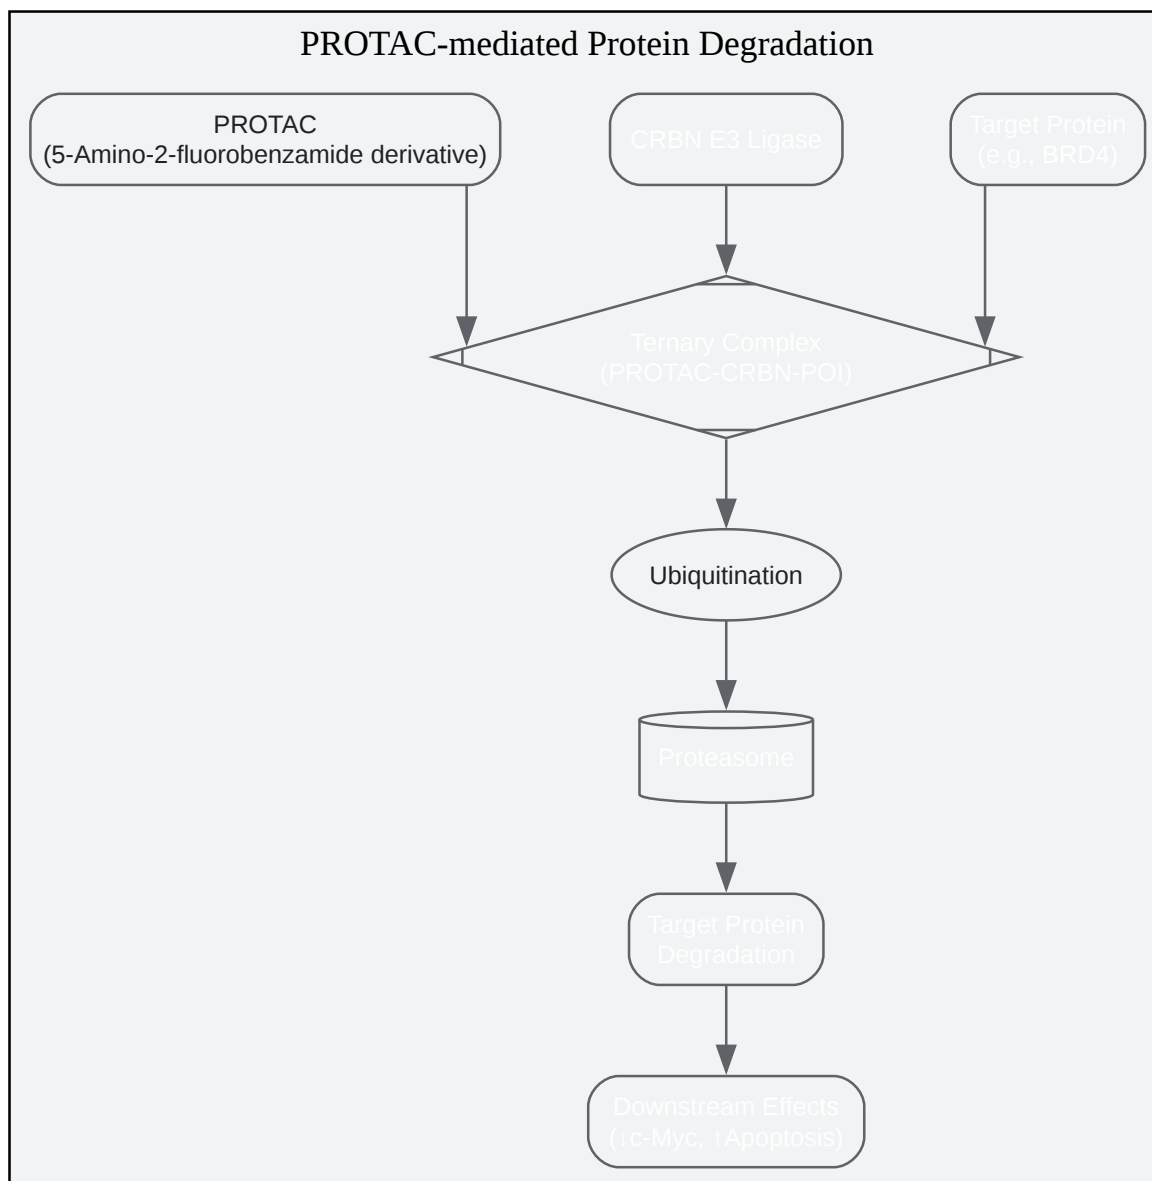 PROTAC-mediated Protein Degradation
PROTAC
(5-Amino-2-fluorobenzamide derivative)
CRBN E3 Ligase
Target Protein
(e.g., BRD4)
Ternary Complex
(PROTAC-CRBN-POI)
Ubiquitination
Proteasome
Target Protein
Degradation
Downstream Effects
(↓c-Myc, ↑Apoptosis)